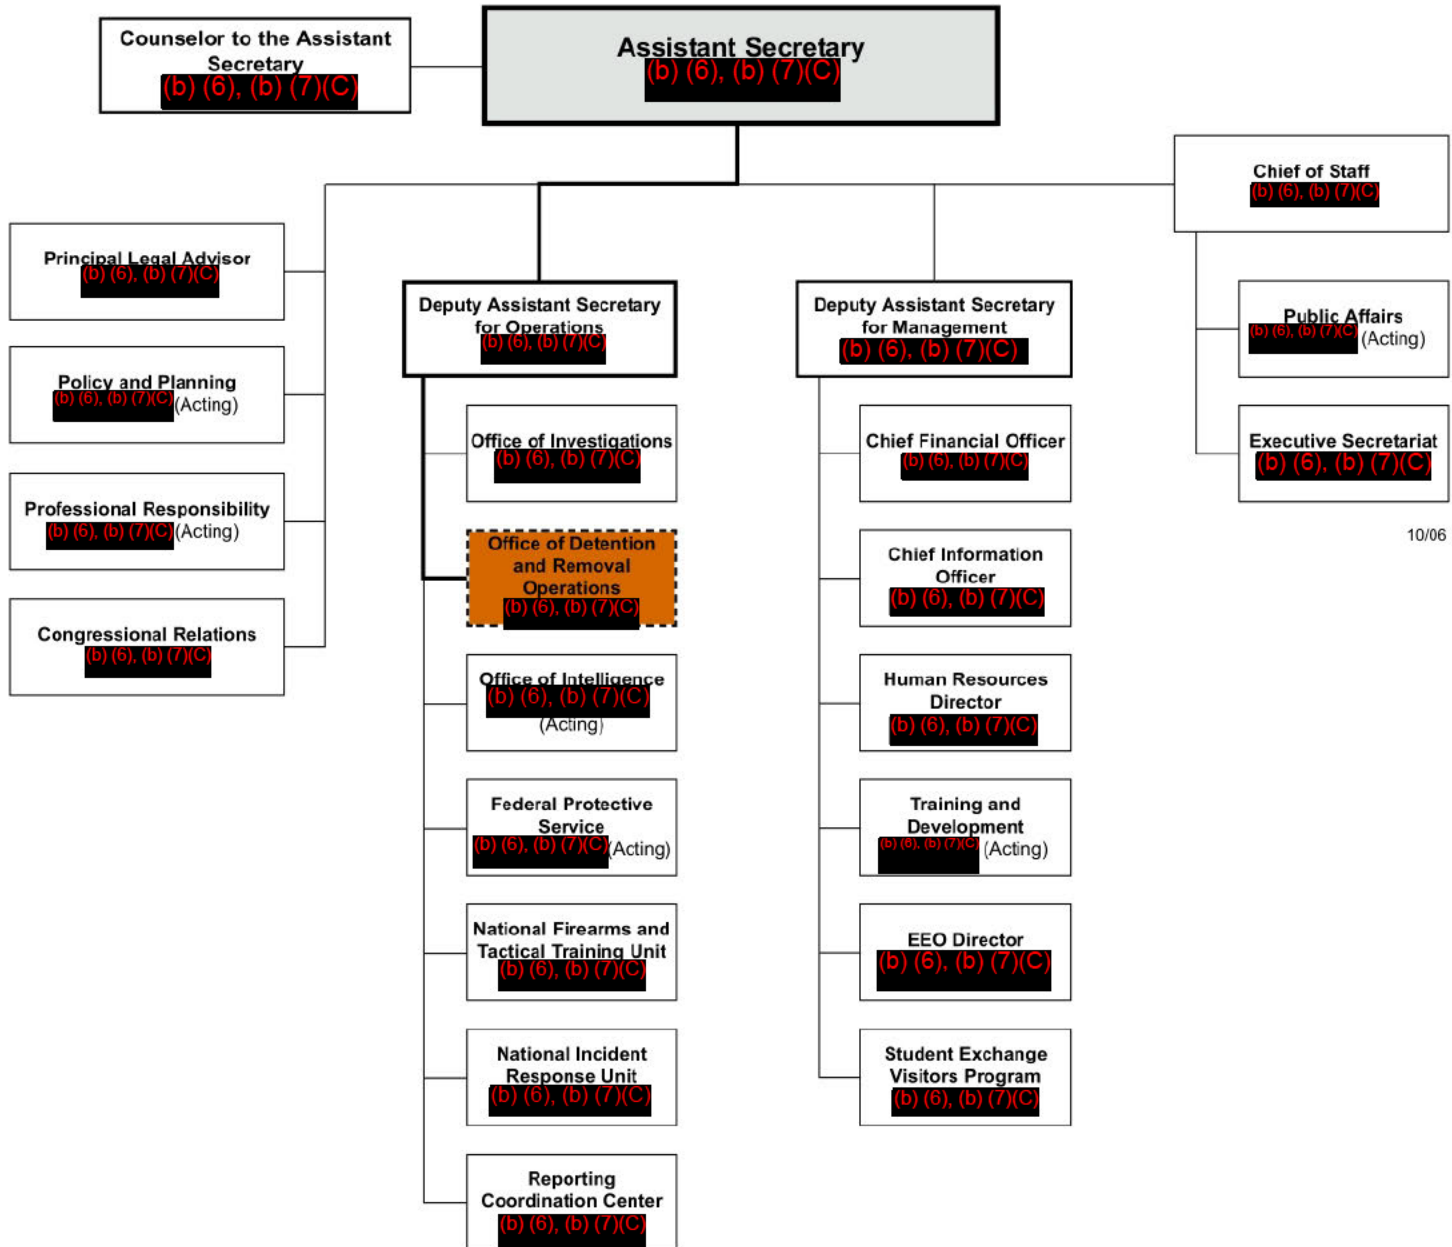 Counselor to the Assistant
Secretary
(b) (6), (b) (7)(C)
Assistant Secretary
(b) (6), (b) (7)(C)
Chief of Staff
(b) (6), (b) (7)(C)
Principal Legal Advisor
(b) (6), (b) (7)(C)
Policy and Planning
(b) (6), (b) (7)(C) (Acting)
Professional Responsibility
(b) (6), (b) (7)(C) (Acting)
Congressional Relations
(b) (6), (b) (7)(C)
Deputy Assistant Secretary
for Operations
(b) (6), (b) (7)(C)
Office of Investigations
(b) (6), (b) (7)(C)
Office of Detention
and Removal
Operations
(b) (6), (b) (7)(C)
Office of Intelligence
(b) (6), (b) (7)(C)
(Acting)
Federal Protective
Service
(b) (6), (b) (7)(C) (Acting)
National Firearms and
Tactical Training Unit
(b) (6), (b) (7)(C)
National Incident
Response Unit
(b) (6), (b) (7)(C)
Reporting
Coordination Center
(b) (6), (b) (7)(C)
Deputy Assistant Secretary
for Management
(b) (6), (b) (7)(C)
Chief Financial Officer
(b) (6), (b) (7)(C)
Chief Information
Officer
(b) (6), (b) (7)(C)
Human Resources
Director
(b) (6), (b) (7)(C)
Training and
Development
(b) (6), (b) (7)(C) (Acting)
EEO Director
(b) (6), (b) (7)(C)
Student Exchange
Visitors Program
(b) (6), (b) (7)(C)
Public Affairs
(b) (6), (b) (7)(C) (Acting)
Executive Secretariat
(b) (6), (b) (7)(C)
10/06